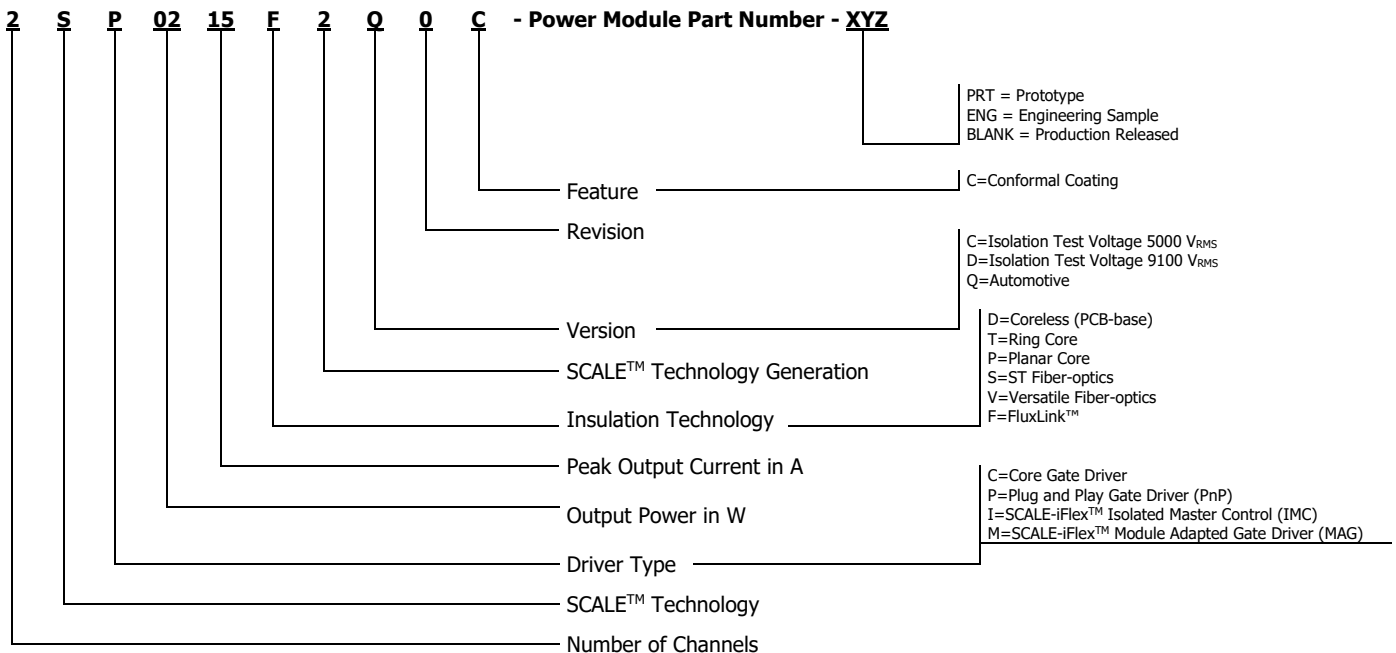 2 S P 02 15 F 2 Q 0 C - Power Module Part Number - XYZ
PRT = Prototype
ENG = Engineering Sample
BLANK = Production Released
Feature
C=Conformal Coating
Revision
C=Isolation Test Voltage 5000 VRMS
D=Isolation Test Voltage 9100 VRMS
Q=Automotive
Version
D=Coreless (PCB-base)
T=Ring Core
P=Planar Core
S=ST Fiber-optics
V=Versatile Fiber-optics
F=FluxLink™
SCALE™ Technology Generation
Insulation Technology
Peak Output Current in A
C=Core Gate Driver
P=Plug and Play Gate Driver (PnP)
I=SCALE-iFlex™ Isolated Master Control (IMC)
M=SCALE-iFlex™ Module Adapted Gate Driver (MAG)
Output Power in W
Driver Type
SCALE™ Technology
Number of Channels